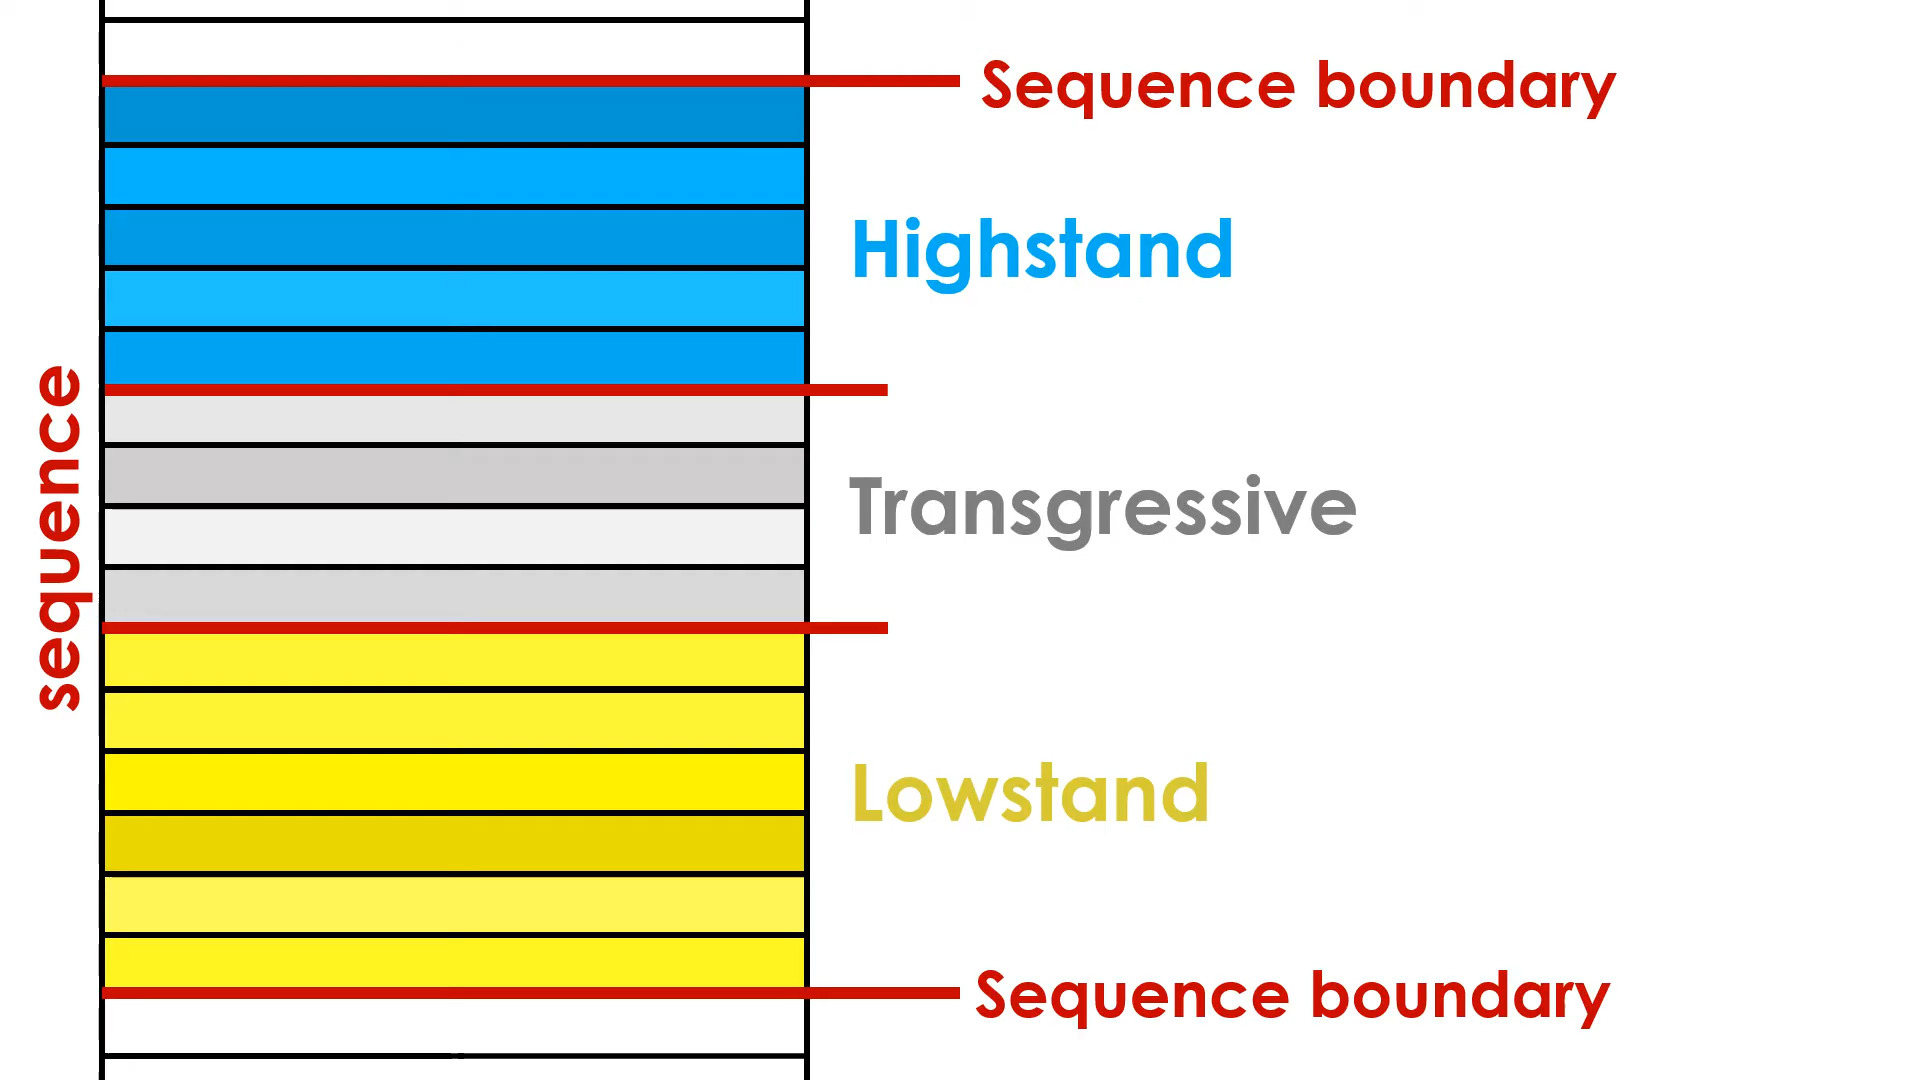 Sequence boundary
Highstand
sequence
Transgressive
Lowstand
Sequence boundary